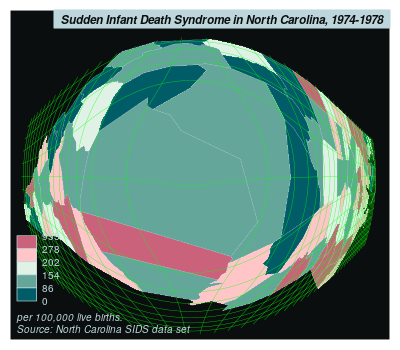 Sudden Infant Death Syndrome in North Carolina, 1974-1978
278
202
154
86
0
per 100,000 live births.
Source: North Carolina SIDS data set